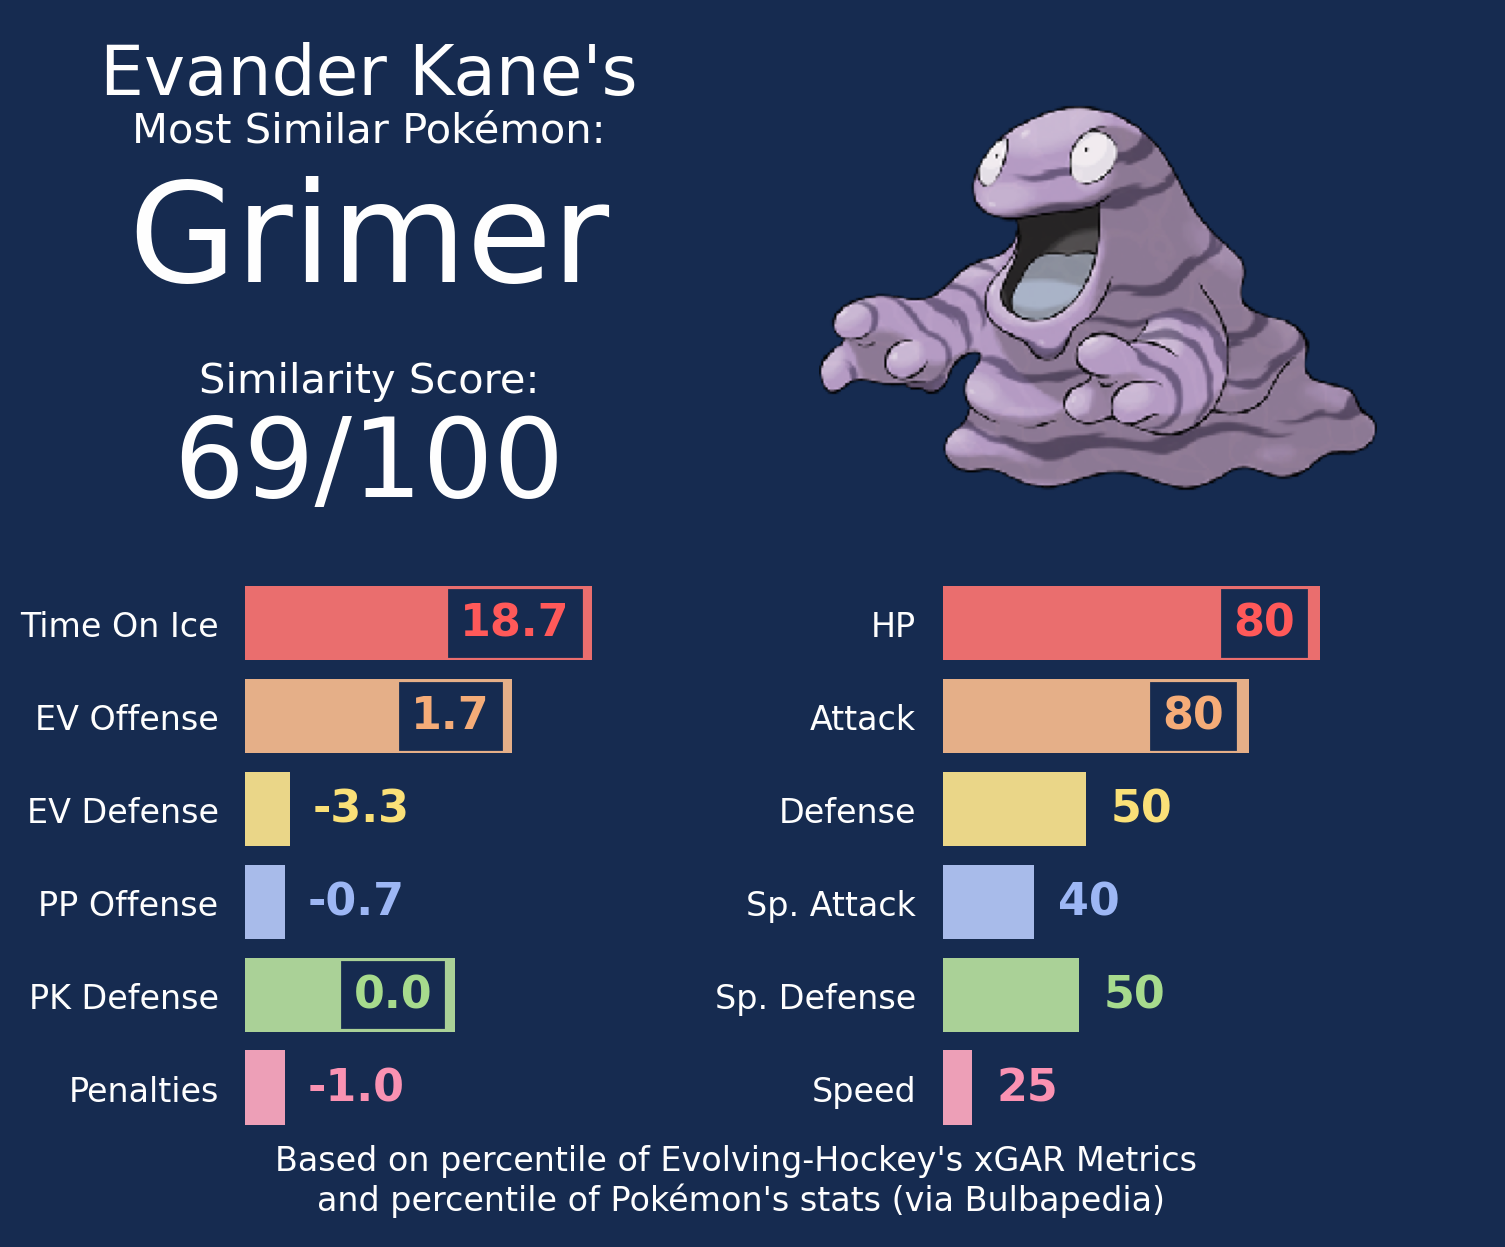 Evander Kane's
Most Similar Pokémon:
Grimer
Similarity Score:
69/100
Time On Ice 18.7
EV Offense 1.7
EV Defense -3.3
PP Offense -0.7
PK Defense 0.0
Penalties -1.0
HP 80
Attack 80
Defense 50
Sp. Attack 40
Sp. Defense 50
Speed 25
Based on percentile of Evolving-Hockey's xGAR Metrics
and percentile of Pokémon's stats (via Bulbapedia)